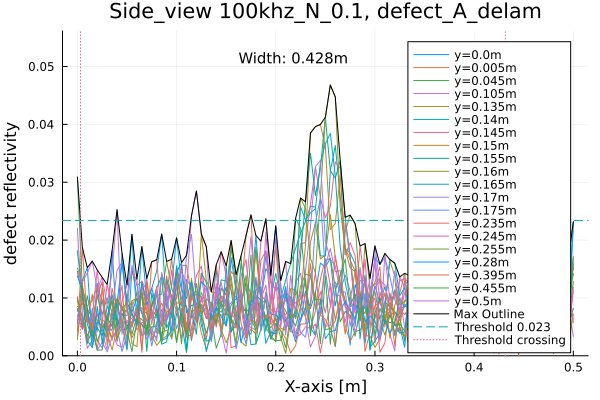 Side_view 100khz_N_0.1, defect_A_delam
Width: 0.428m
defect reflectivity
0.05
0.04
0.03
0.02
0.01
0.00
0.0
0.1
0.2
0.3
0.4
0.5
X-axis [m]
y=0.0m
y=0.005m
y=0.045m
y=0.105m
y=0.135m
y=0.14m
y=0.145m
y=0.15m
y=0.155m
y=0.16m
y=0.165m
y=0.17m
y=0.175m
y=0.235m
y=0.245m
y=0.255m
y=0.28m
y=0.395m
y=0.455m
y=0.5m
Max Outline
Threshold 0.023
Threshold crossing